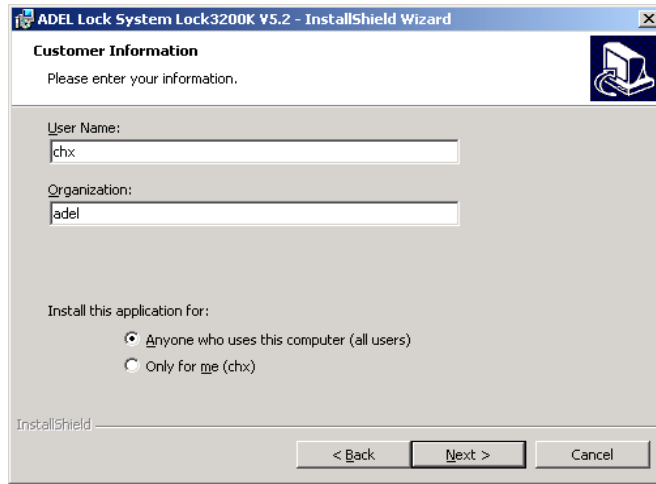 ADEL Lock System Lock3200K V5.2 - InstallShield Wizard
Customer Information
Please enter your information.
User Name:
chx
Organization:
adel
Install this application for:
Anyone who uses this computer (all users)
Only for me (chx)
InstallShield
< Back Next > Cancel